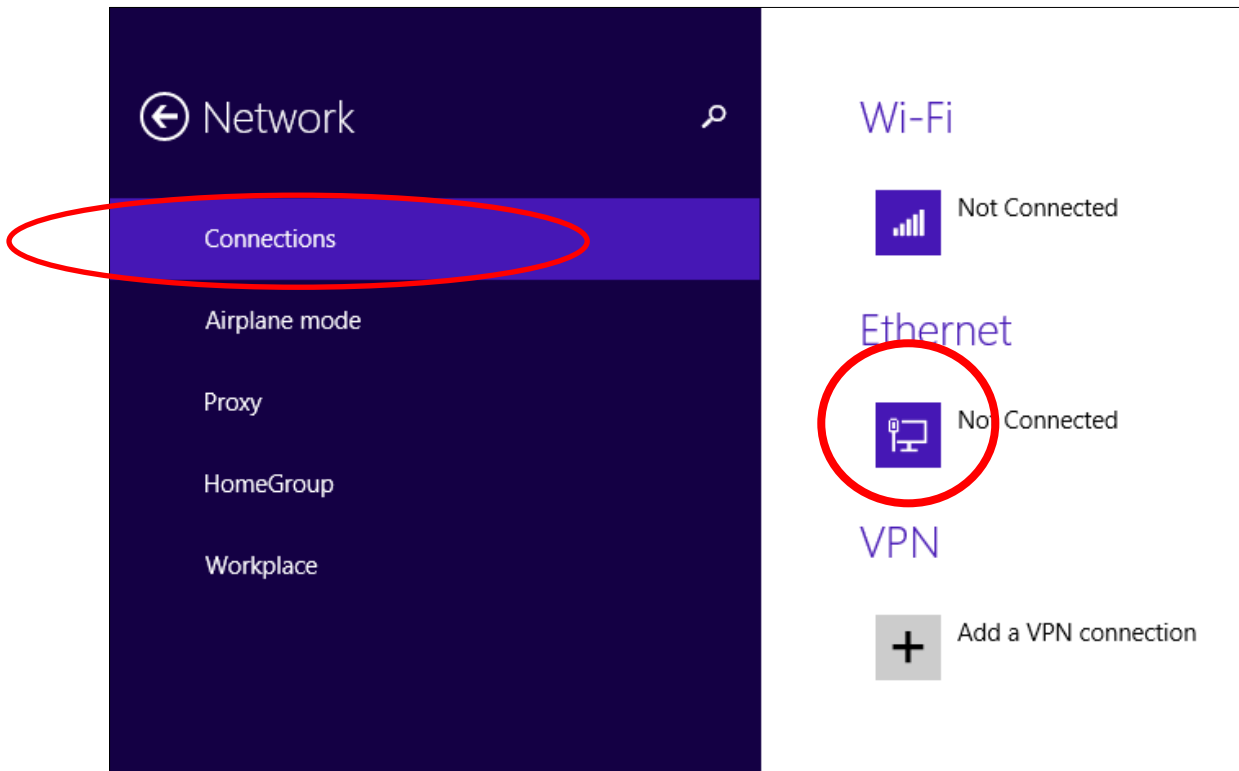 Network
Connections
Airplane mode
Proxy
HomeGroup
Workplace
Wi-Fi
Not Connected
Ethernet
Not Connected
VPN
Add a VPN connection